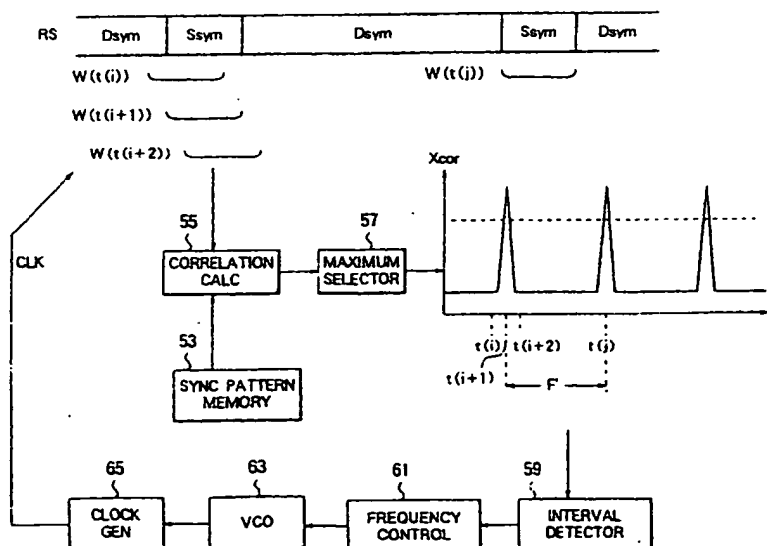 RS Dsym Ssym Dsym Ssym Dsym
W(t(i)) W(t(j))
W(t(i+1))
W(t(i+2))
Xcor
55 57
CLK
CORRELATION CALC
MAXIMUM SELECTOR
53
SYNC PATTERN MEMORY
t(i) t(i+2) t(j)
t(i+1)
F'
65 63 61 59
CLOCK GEN
VCO
FREQUENCY CONTROL
INTERVAL DETECTOR